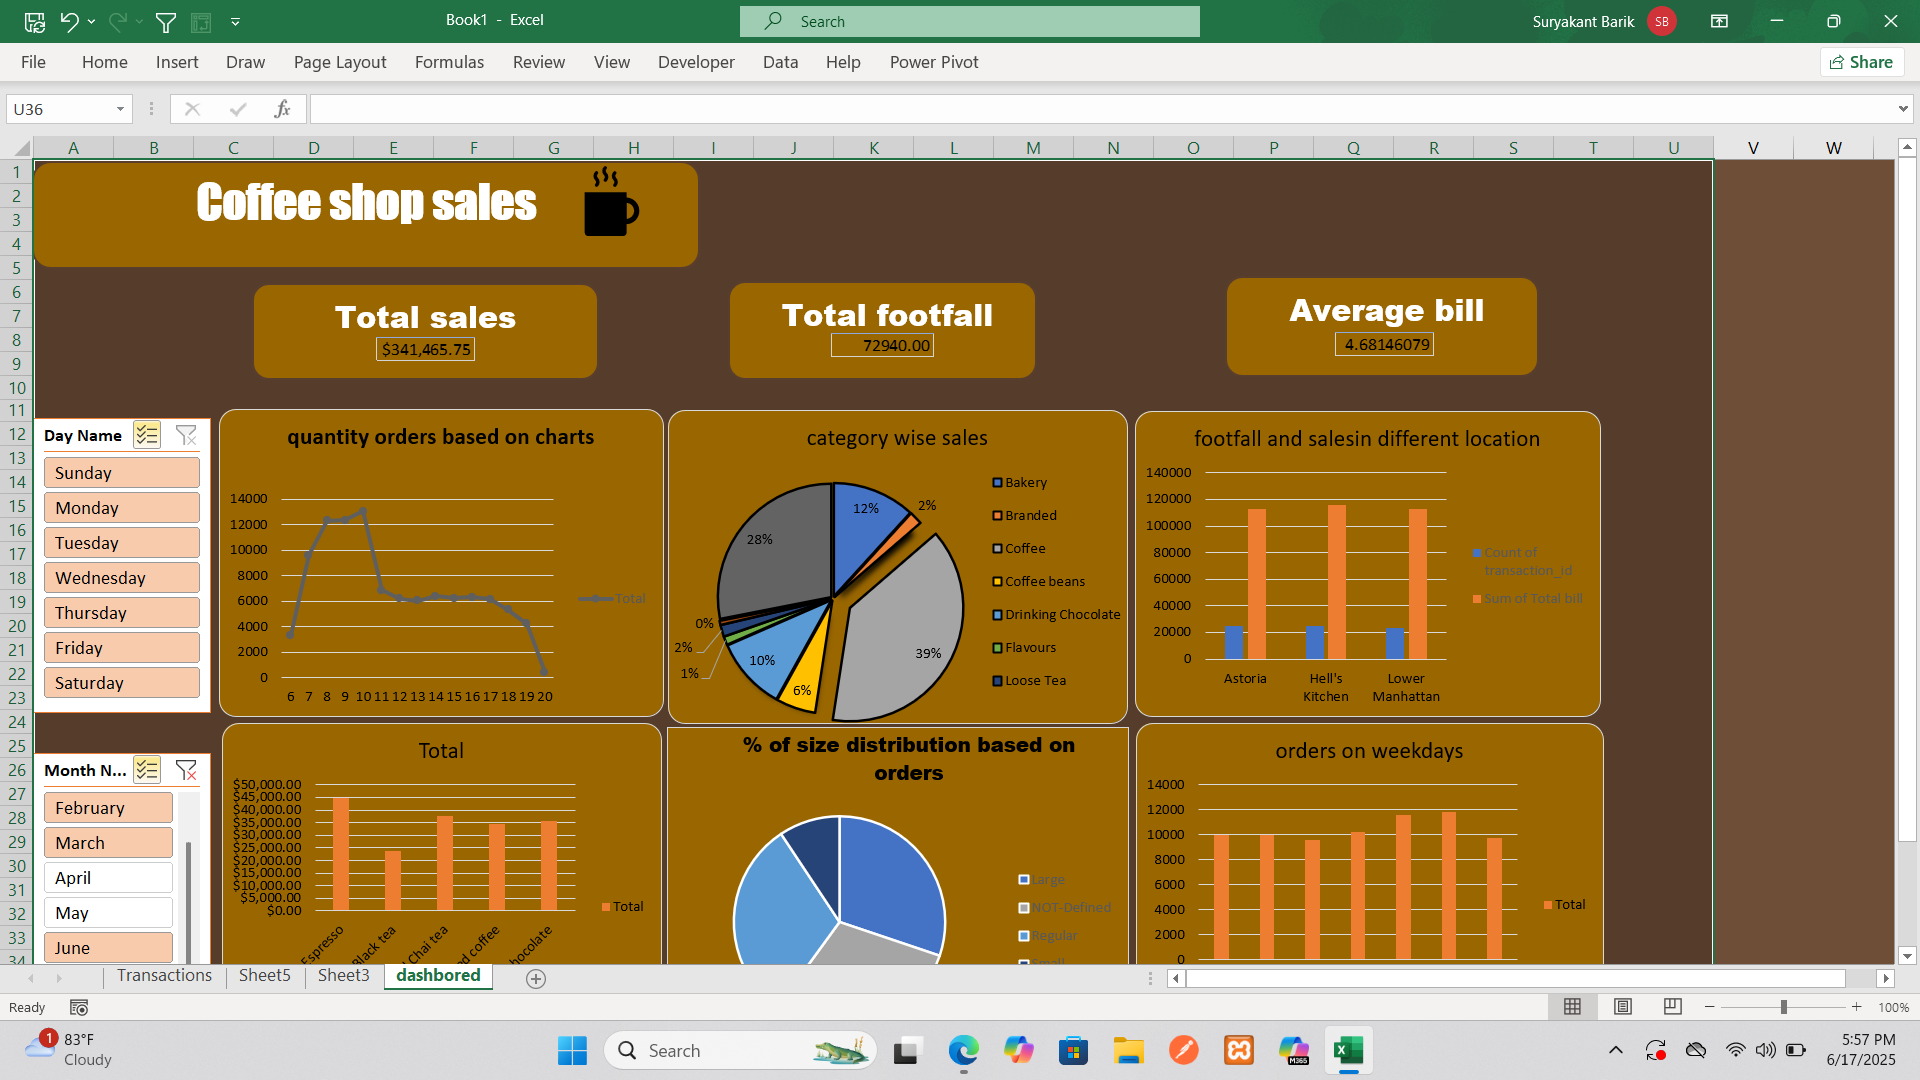 Book1 - Excel
Search
Suryakant Barik
SB
File Home Insert Draw Page Layout Formulas Review View Developer Data Help Power Pivot
Share
U36
fx
A B C D E F G H I J K L M N O P Q R S T U V W
1
2
3
4
5
6
7
8
9
10
11
12
13
14
15
16
17
18
19
20
21
22
23
24
25
26
27
28
29
30
31
32
33
34
Coffee shop sales
Total sales
$341,465.75
Total footfall
72940.00
Average bill
4.68146079
Day Name
Sunday
Monday
Tuesday
Wednesday
Thursday
Friday
Saturday
quantity orders based on charts
14000
12000
10000
8000
6000
4000
2000
0
6 7 8 9 10 11 12 13 14 15 16 17 18 19 20
Total
category wise sales
12%
2%
28%
0%
2%
1%
10%
6%
39%
Bakery
Branded
Coffee
Coffee beans
Drinking Chocolate
Flavours
Loose Tea
footfall and salesin different location
140000
120000
100000
80000
60000
40000
20000
0
Astoria
Hell's
Kitchen
Lower
Manhattan
Count of
transaction_id
Sum of Total bill
Month N...
February
March
April
May
June
Total
$50,000.00
$45,000.00
$40,000.00
$35,000.00
$30,000.00
$25,000.00
$20,000.00
$15,000.00
$10,000.00
$5,000.00
$0.00
Espresso
Black tea
Chai tea
d coffee
hocolate
Total
% of size distribution based on
orders
Large
NOT-Defined
Regular
Small
orders on weekdays
14000
12000
10000
8000
6000
4000
2000
0
Total
Transactions Sheet5 Sheet3 dashbored
Ready
100%
1
83°F
Cloudy
Search
M365
5:57 PM
6/17/2025